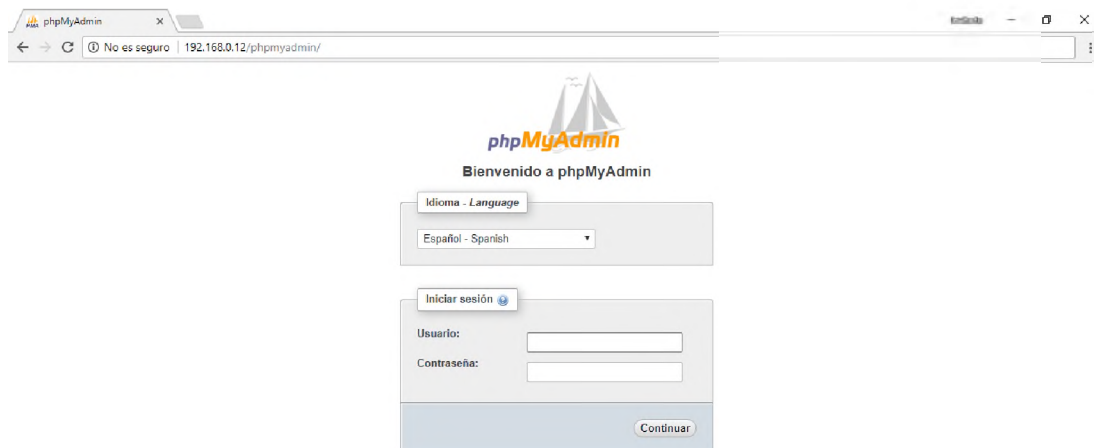 phpMyAdmin
No es seguro | 192.168.0.12/phpmyadmin/
phpMyAdmin
Bienvenido a phpMyAdmin
Idioma - Language
Español - Spanish
Iniciar sesión
Usuario:
Contraseña:
Continuar